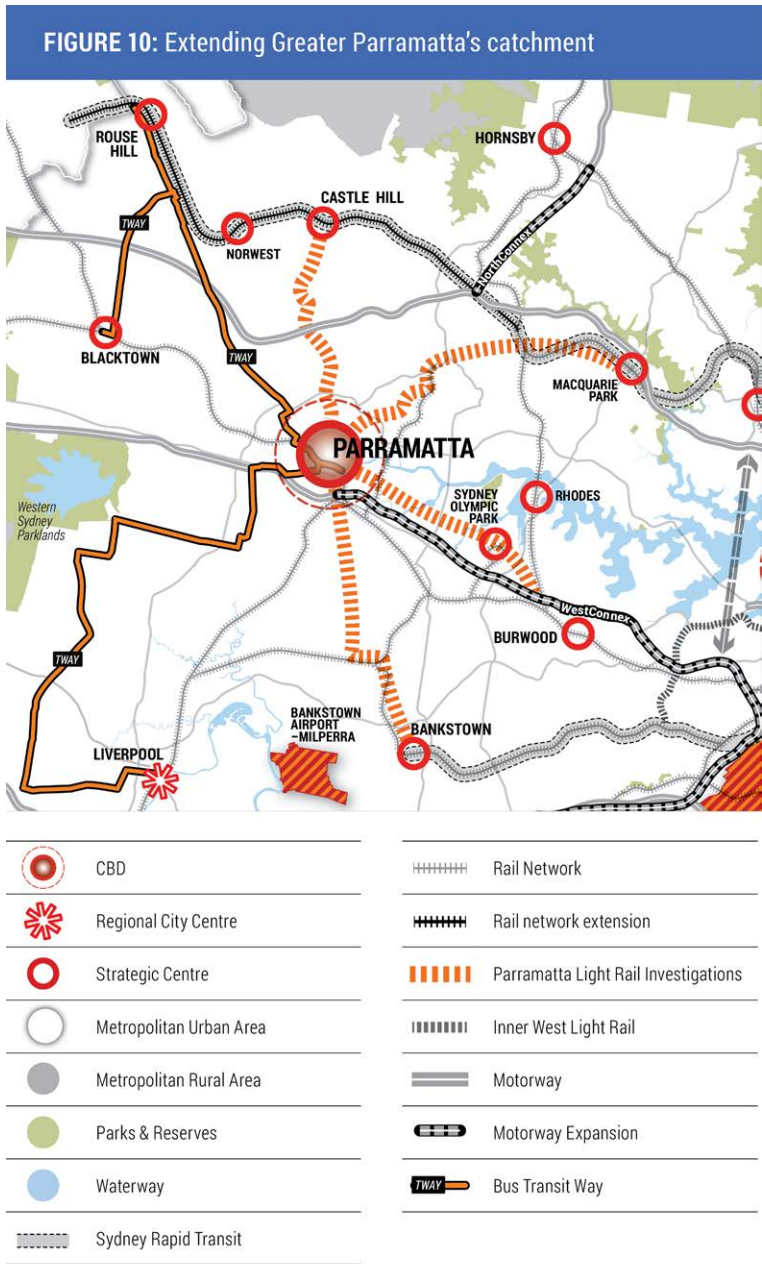 FIGURE 10: Extending Greater Parramatta's catchment
ROUSE
HILL
HORNSBY
CASTLE HILL
TWAY
NORWEST
NorthConnex
BLACKTOWN
TWAY
MACQUARIE
PARK
PARRAMATTA
Western
Sydney
Parklands
SYDNEY
OLYMPIC
PARK
RHODES
WestConnex
BURWOOD
TWAY
BANKSTOWN
AIRPORT
–MILPERRA
BANKSTOWN
LIVERPOOL
CBD
Regional City Centre
Strategic Centre
Metropolitan Urban Area
Metropolitan Rural Area
Parks & Reserves
Waterway
Sydney Rapid Transit
Rail Network
Rail network extension
Parramatta Light Rail Investigations
Inner West Light Rail
Motorway
Motorway Expansion
TWAY Bus Transit Way